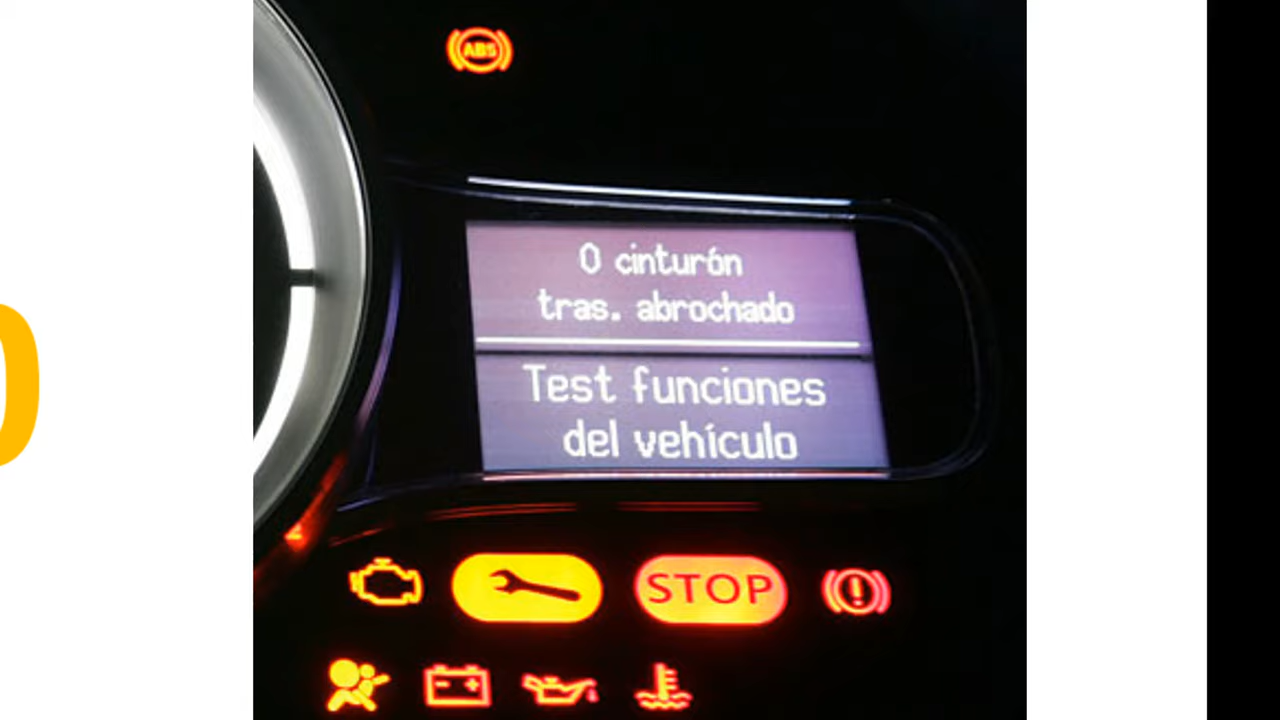 ABS
0 cinturón
tras. abrochado
Test funciones
del vehículo
STOP